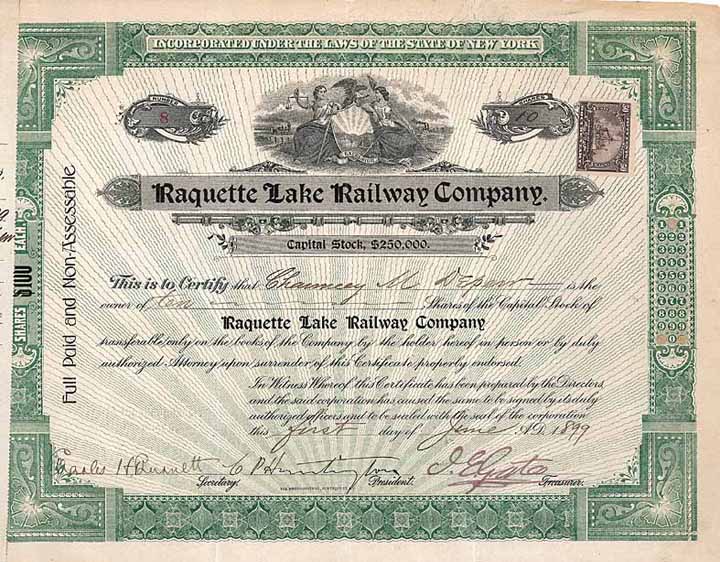 INCORPORATED UNDER THE LAWS OF THE STATE OF NEW YORK
NUMBER
8
SHARES
10
Raquette Lake Railway Company.
Capital Stock, $250,000.
Full Paid and Non-Assessable
SHARES $100 EACH
This is to Certify that Chauncey M Depew is the
owner of ten Shares of the Capital Stock of
Raquette Lake Railway Company
transferable only on the books of the Company by the holder hereof in person or by duly
authorized Attorney upon surrender of this Certificate properly endorsed.
In Witness Whereof, this Certificate has been prepared by the Directors
and the said corporation has caused the same to be signed by its duly
authorized officers and to be sealed with the seal of the corporation
this first day of June A.D. 1899
Charles H Burnett
C P Huntington
Secretary.
President.
Treasurer.